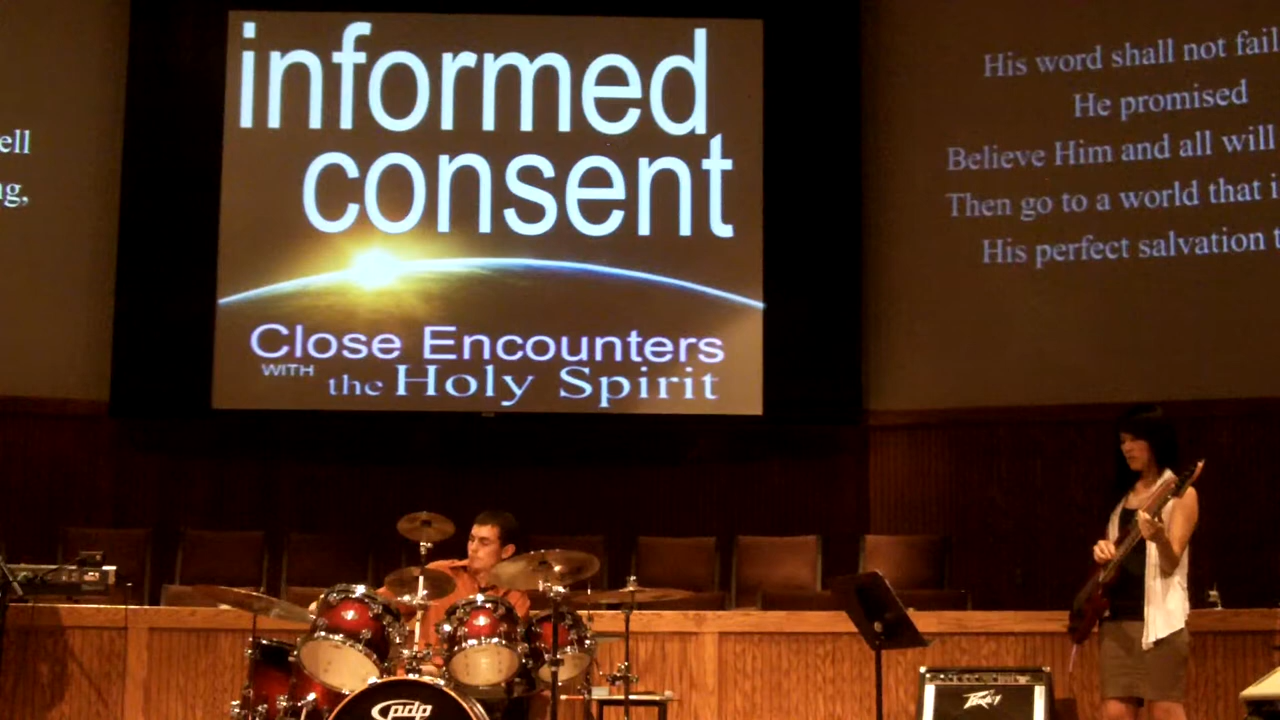 informed
consent
Close Encounters
WITH the Holy Spirit
ell
ng,
His word shall not fail
He promised
Believe Him and all will
Then go to a world that i
His perfect salvation t
pdp
PEAVEY